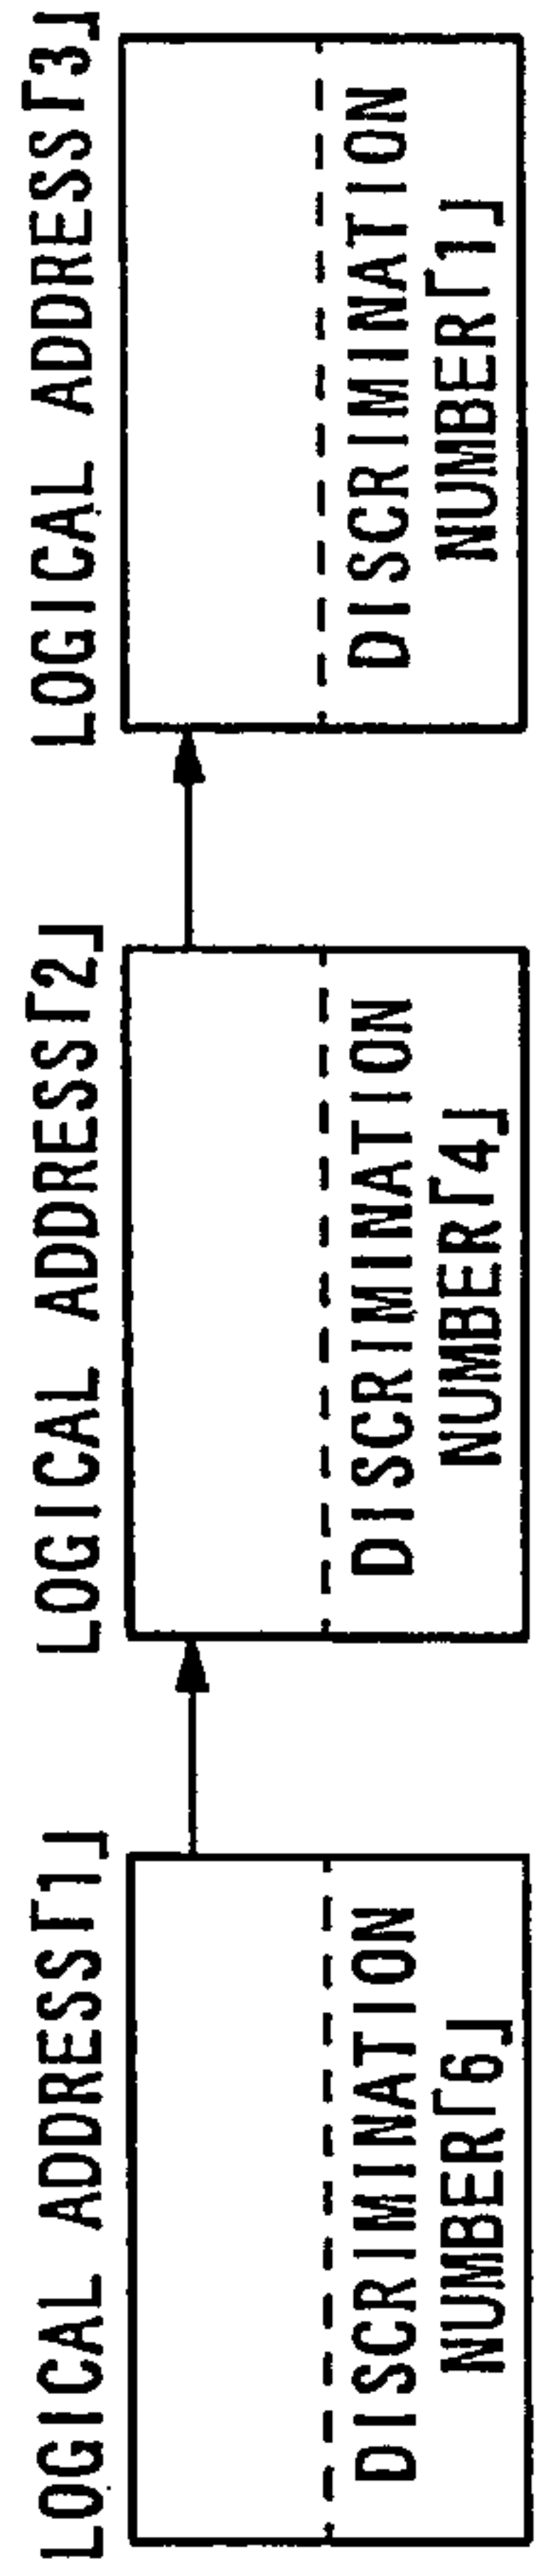 LOGICAL ADDRESS「1」
DISCRIMINATION
NUMBER「6」
LOGICAL ADDRESS「2」
DISCRIMINATION
NUMBER「4」
LOGICAL ADDRESS「3」
DISCRIMINATION
NUMBER「1」